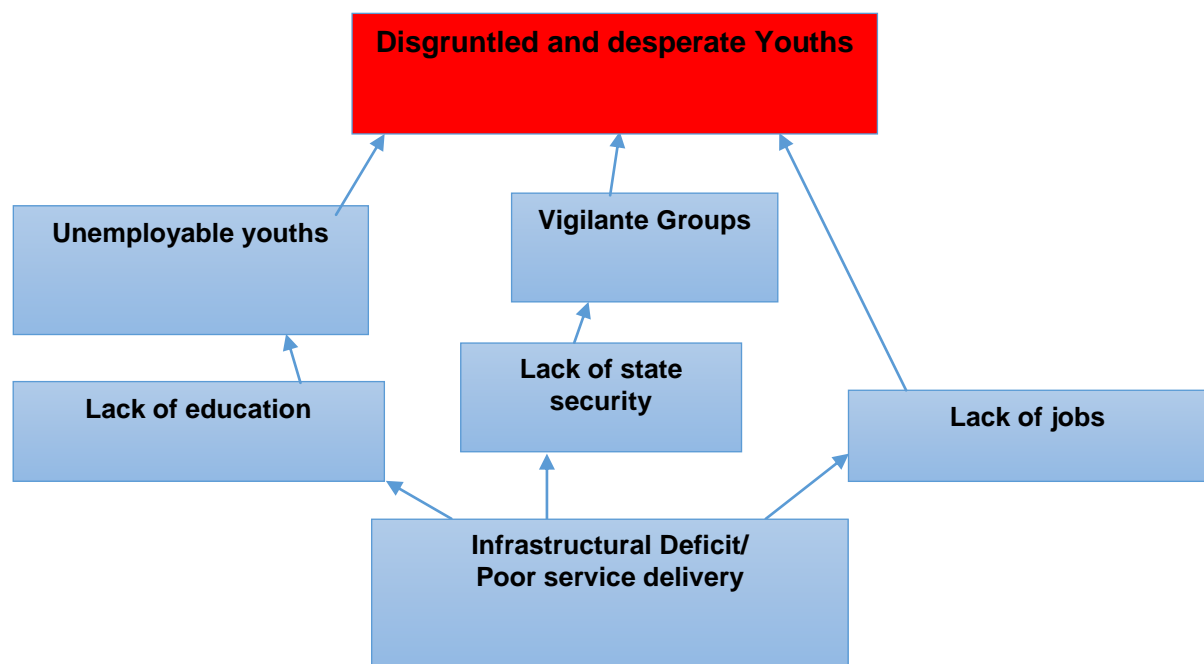 Disgruntled and desperate Youths
Unemployable youths
Vigilante Groups
Lack of education
Lack of state
security
Lack of jobs
Infrastructural Deficit/
Poor service delivery